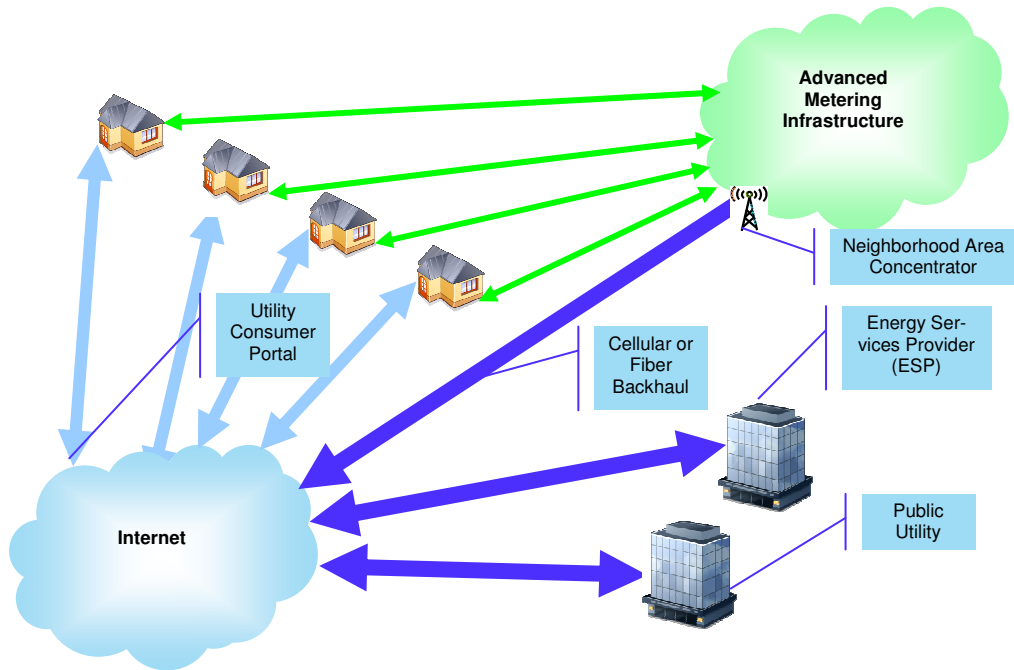 Advanced
Metering
Infrastructure
Neighborhood Area
Concentrator
Utility
Consumer
Portal
Cellular or
Fiber
Backhaul
Energy Ser-
vices Provider
(ESP)
Internet
Public
Utility